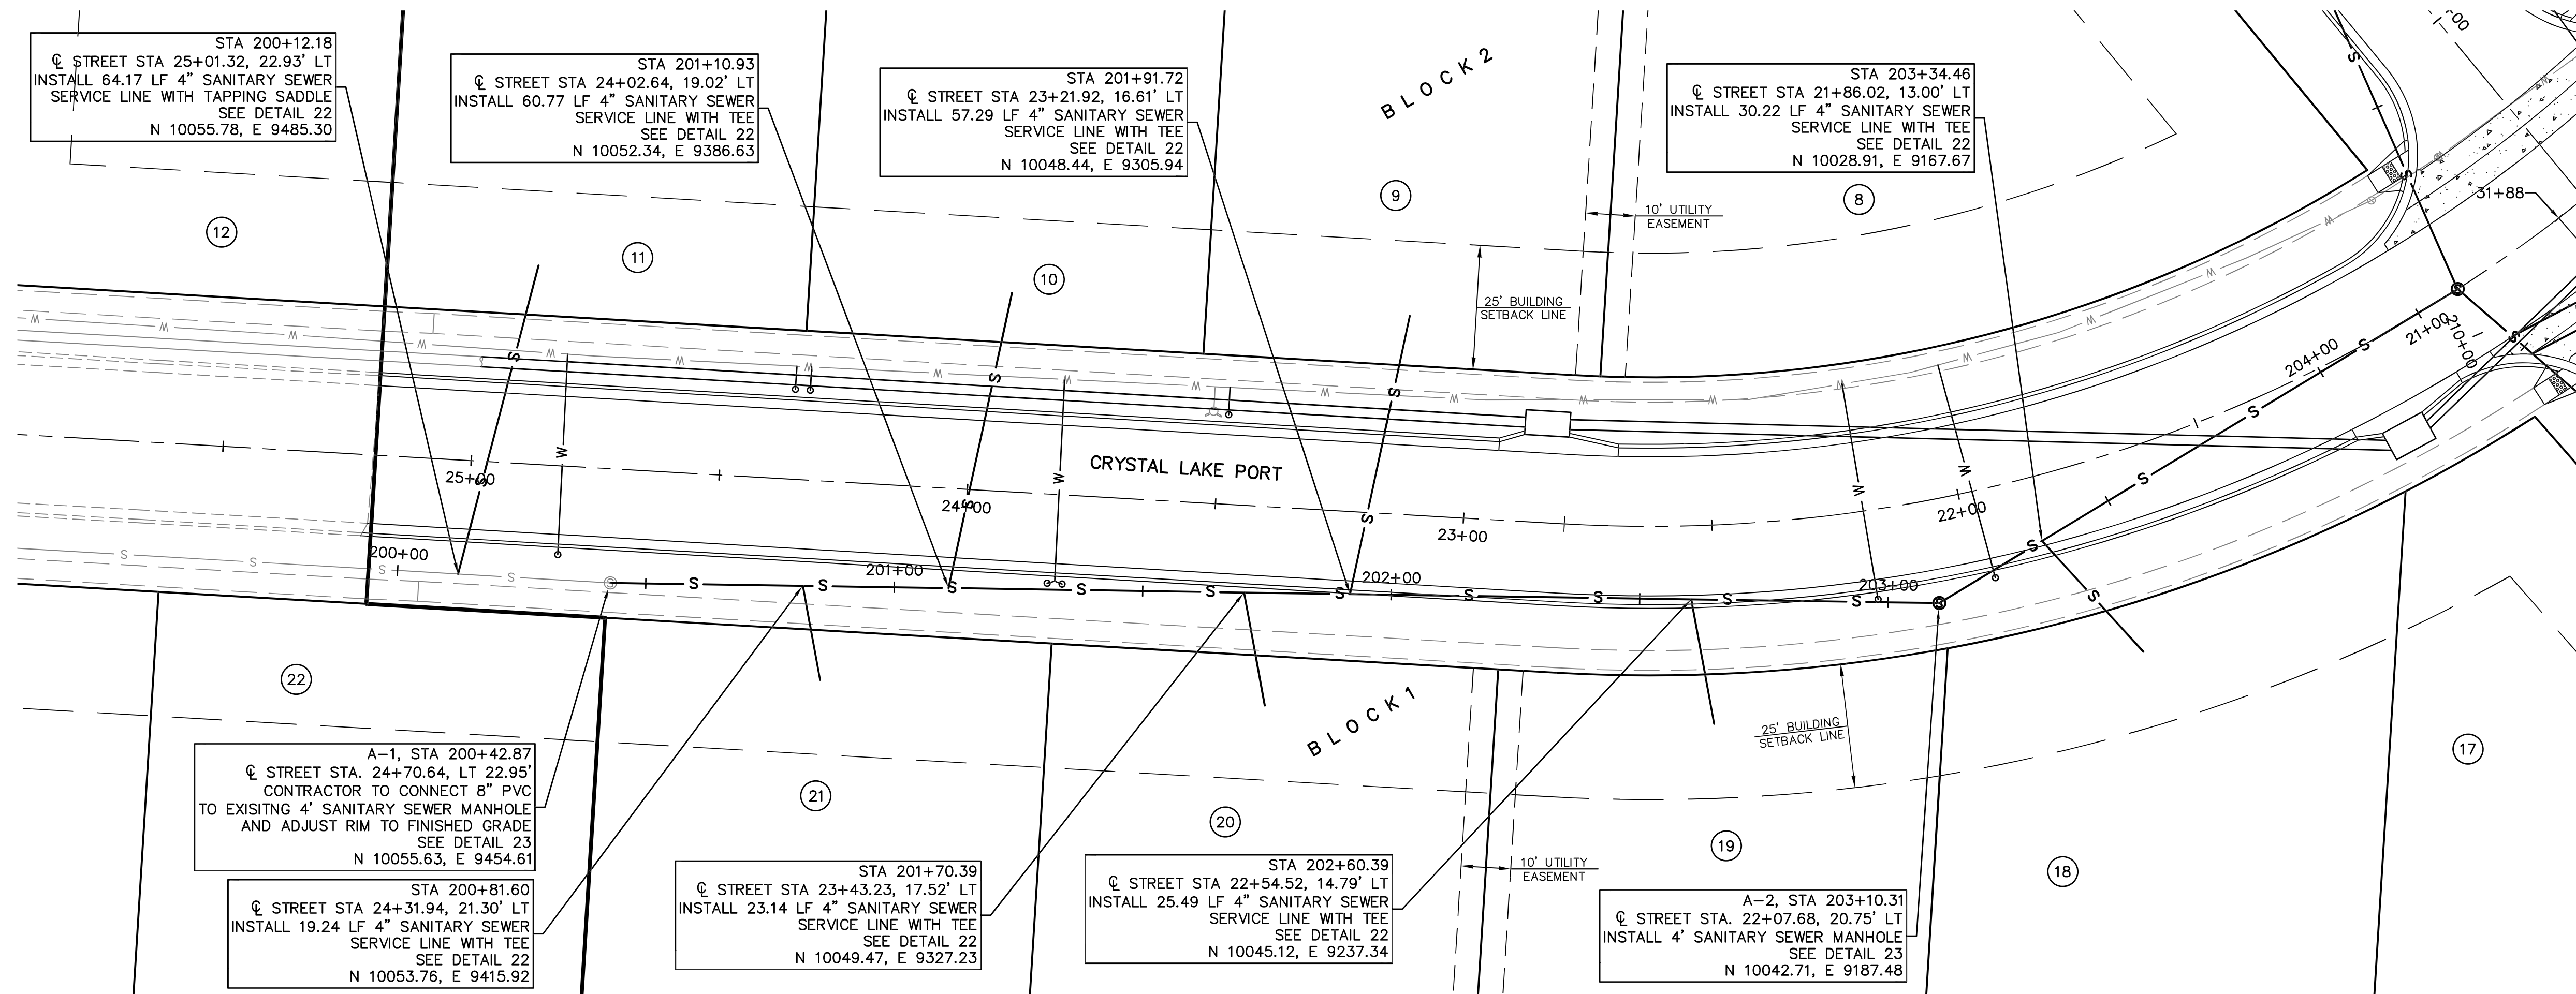 STA 200+12.18
℄ STREET STA 25+01.32, 22.93' LT
INSTALL 64.17 LF 4" SANITARY SEWER
SERVICE LINE WITH TAPPING SADDLE
SEE DETAIL 22
N 10055.78, E 9485.30
STA 201+10.93
℄ STREET STA 24+02.64, 19.02' LT
INSTALL 60.77 LF 4" SANITARY SEWER
SERVICE LINE WITH TEE
SEE DETAIL 22
N 10052.34, E 9386.63
STA 201+91.72
℄ STREET STA 23+21.92, 16.61' LT
INSTALL 57.29 LF 4" SANITARY SEWER
SERVICE LINE WITH TEE
SEE DETAIL 22
N 10048.44, E 9305.94
BLOCK 2
STA 203+34.46
℄ STREET STA 21+86.02, 13.00' LT
INSTALL 30.22 LF 4" SANITARY SEWER
SERVICE LINE WITH TEE
SEE DETAIL 22
N 10028.91, E 9167.67
12
11
10
9
8
10' UTILITY
EASEMENT
25' BUILDING
SETBACK LINE
31+88
W W W W W W W W W W W W W W W W W W
S S S S S S
W W W W
CRYSTAL LAKE PORT
25+00
24+00
23+00
22+00
21+00
210+00
204+00
200+00
201+00
202+00
203+00
S S S S S S S S S S S S S S S S S S S S S S
22
21
20
19
18
17
BLOCK 1
25' BUILDING
SETBACK LINE
10' UTILITY
EASEMENT
A-1, STA 200+42.87
℄ STREET STA. 24+70.64, LT 22.95'
CONTRACTOR TO CONNECT 8" PVC
TO EXISITNG 4' SANITARY SEWER MANHOLE
AND ADJUST RIM TO FINISHED GRADE
SEE DETAIL 23
N 10055.63, E 9454.61
STA 200+81.60
℄ STREET STA 24+31.94, 21.30' LT
INSTALL 19.24 LF 4" SANITARY SEWER
SERVICE LINE WITH TEE
SEE DETAIL 22
N 10053.76, E 9415.92
STA 201+70.39
℄ STREET STA 23+43.23, 17.52' LT
INSTALL 23.14 LF 4" SANITARY SEWER
SERVICE LINE WITH TEE
SEE DETAIL 22
N 10049.47, E 9327.23
STA 202+60.39
℄ STREET STA 22+54.52, 14.79' LT
INSTALL 25.49 LF 4" SANITARY SEWER
SERVICE LINE WITH TEE
SEE DETAIL 22
N 10045.12, E 9237.34
A-2, STA 203+10.31
℄ STREET STA. 22+07.68, 20.75' LT
INSTALL 4' SANITARY SEWER MANHOLE
SEE DETAIL 23
N 10042.71, E 9187.48